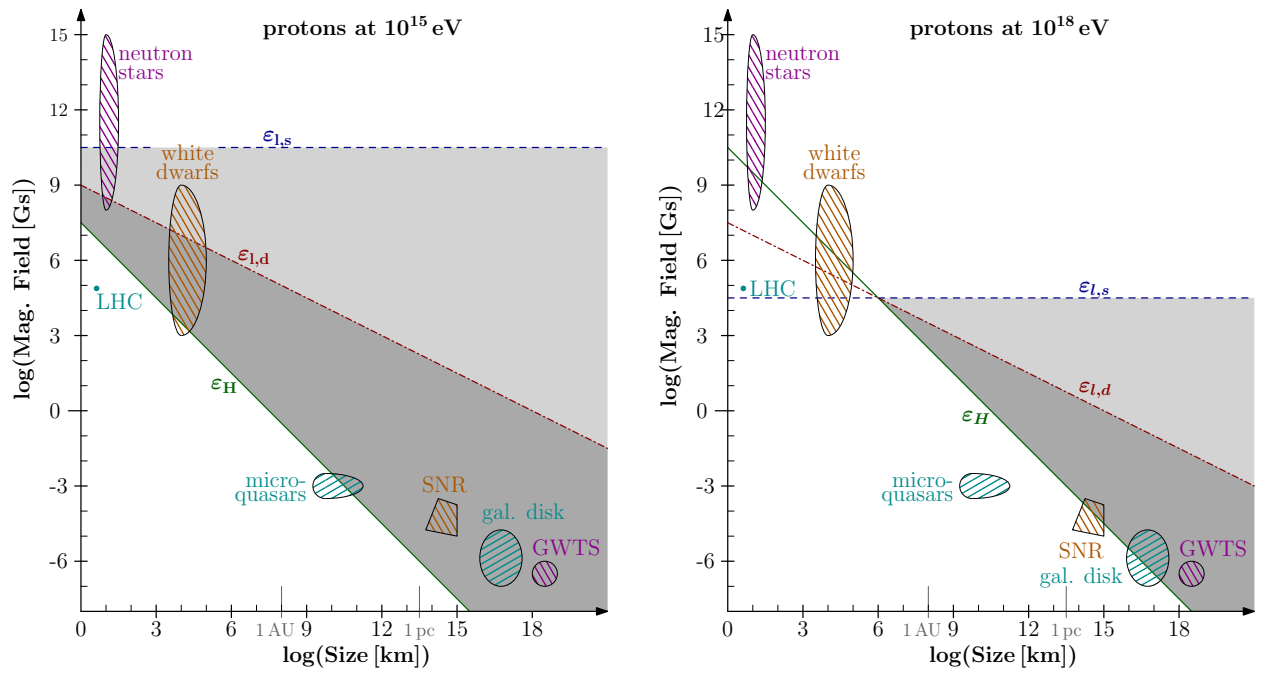 protons at 10¹⁵ eV
15
12
9
6
3
0
-3
-6
log(Mag. Field [Gs])
neutron
stars
ε_l,s
white
dwarfs
ε_l,d
LHC
ε_H
micro-
quasars
SNR
gal. disk
GWTS
0
3
6
1 AU
9
12
1 pc
15
18
log(Size [km])
protons at 10¹⁸ eV
15
12
9
6
3
0
-3
-6
log(Mag. Field [Gs])
neutron
stars
white
dwarfs
LHC
ε_l,s
ε_l,d
ε_H
micro-
quasars
SNR
gal. disk
GWTS
0
3
6
1 AU
9
12
1 pc
15
18
log(Size [km])